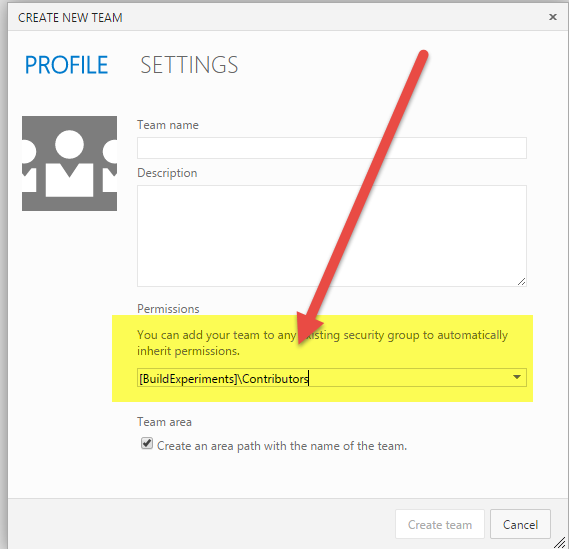 CREATE NEW TEAM
PROFILE SETTINGS
Team name
Description
Permissions
You can add your team to any existing security group to automatically
inherit permissions.
[BuildExperiments]\Contributors
Team area
Create an area path with the name of the team.
Create team Cancel